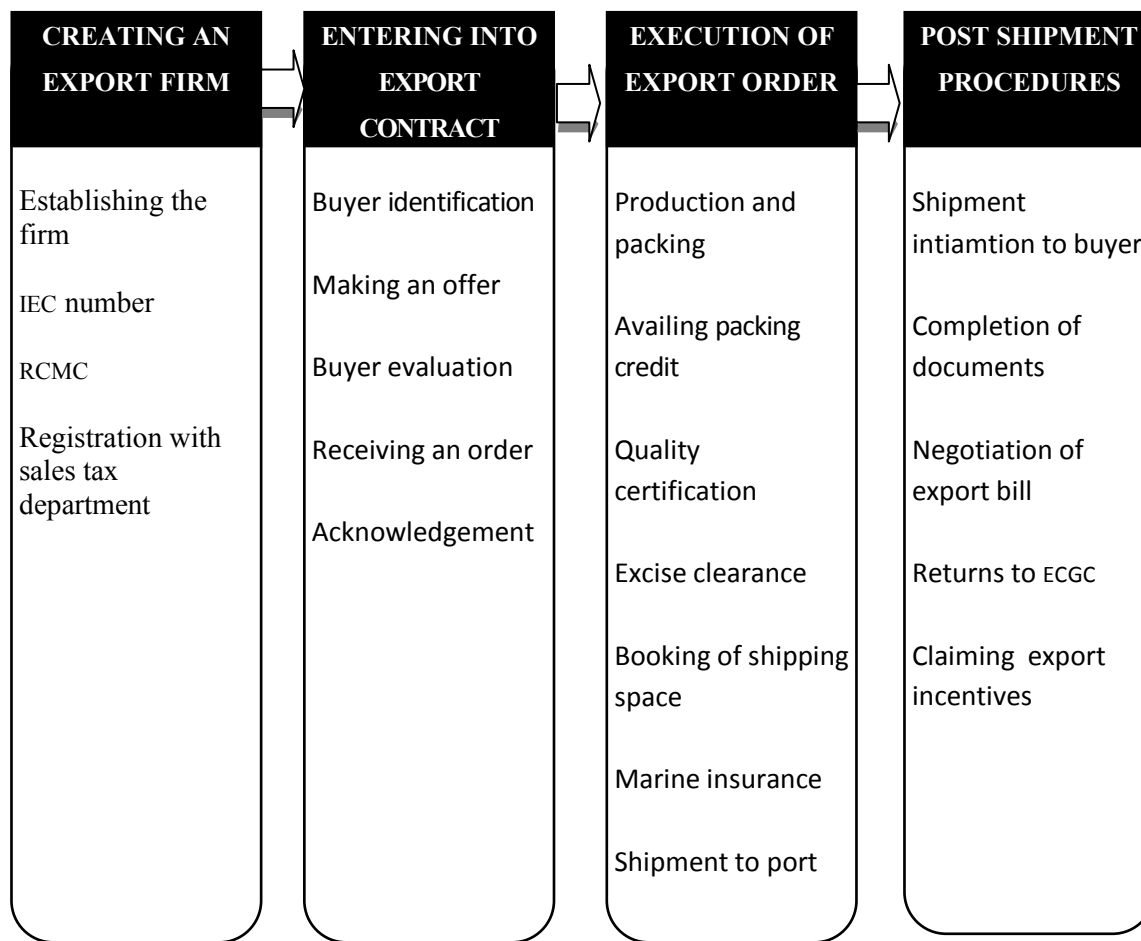 CREATING AN
EXPORT FIRM
Establishing the
firm
IEC number
RCMC
Registration with
sales tax
department
ENTERING INTO
EXPORT
CONTRACT
Buyer identification
Making an offer
Buyer evaluation
Receiving an order
Acknowledgement
EXECUTION OF
EXPORT ORDER
Production and
packing
Availing packing
credit
Quality
certification
Excise clearance
Booking of shipping
space
Marine insurance
Shipment to port
POST SHIPMENT
PROCEDURES
Shipment
intiamtion to buyer
Completion of
documents
Negotiation of
export bill
Returns to ECGC
Claiming export
incentives